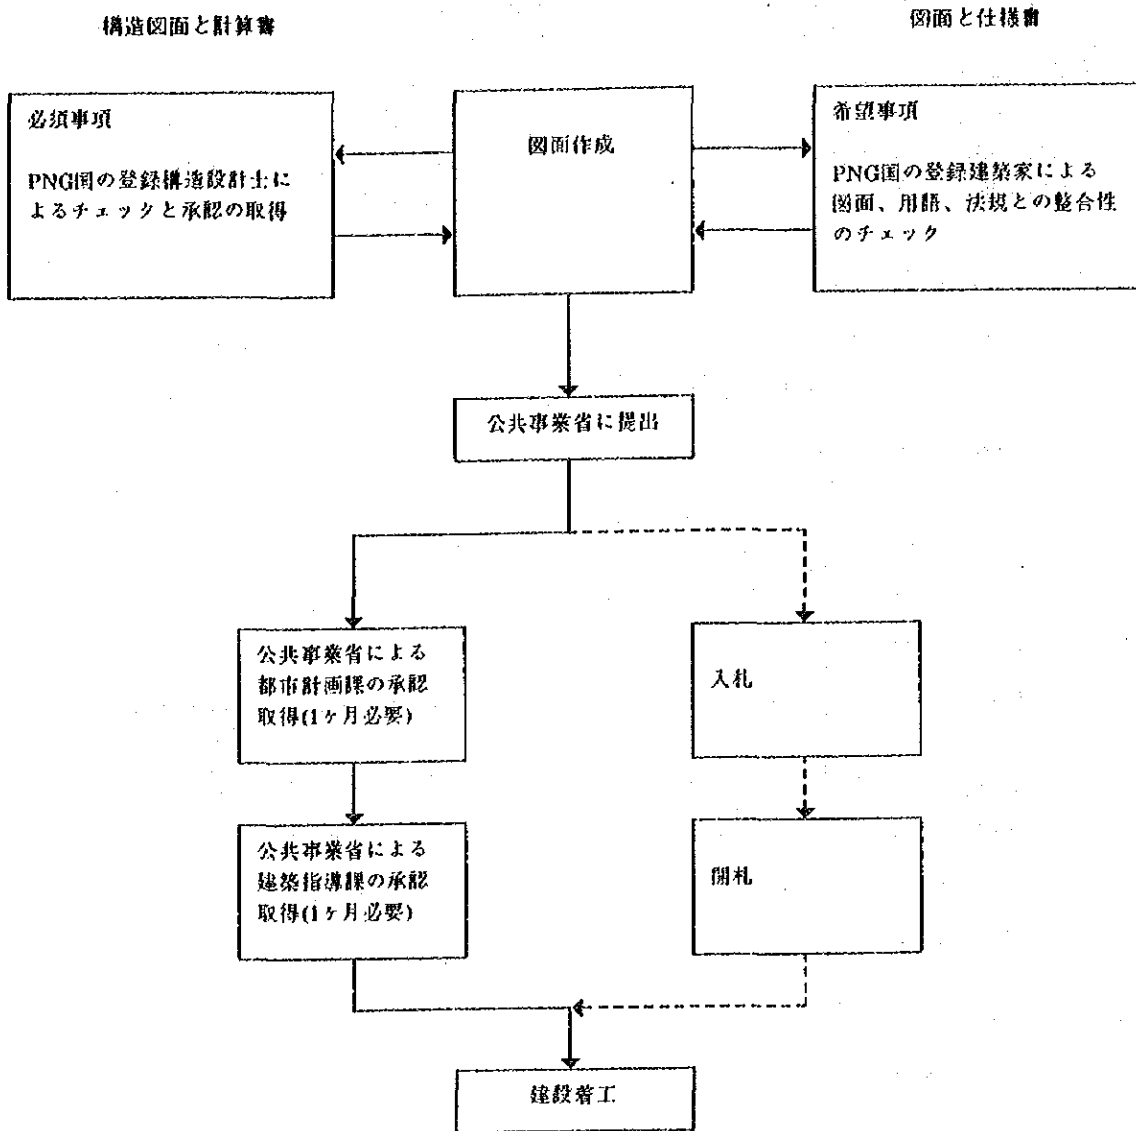 構造図面と計算書
図面と仕様書
必須事項
PNG国の登録構造設計士に
よるチェックと承認の取得
図面作成
希望事項
PNG国の登録建築家による
図面、用語、法規との整合性
のチェック
公共事業省に提出
公共事業省による
都市計画課の承認
取得(1ヶ月必要)
入札
公共事業省による
建築指導課の承認
取得(1ヶ月必要)
開札
建設着工